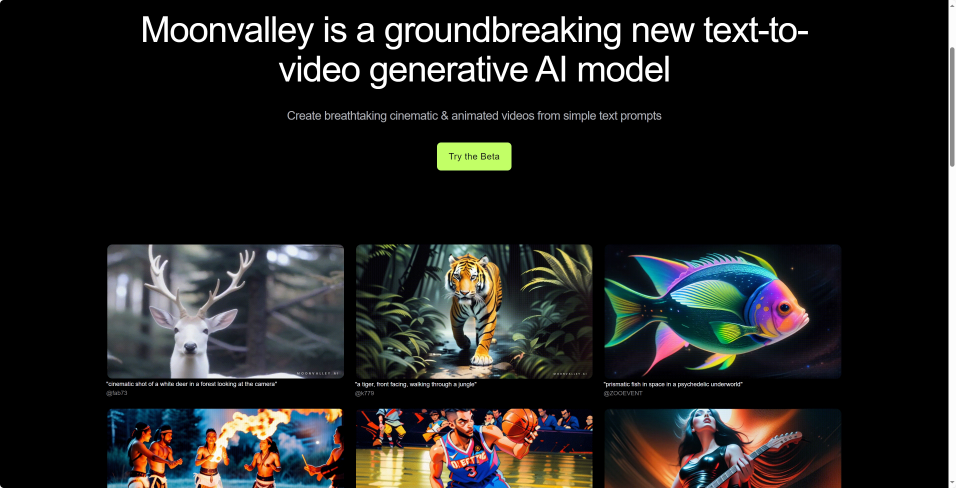 Moonvalley is a groundbreaking new text-to-
video generative AI model
Create breathtaking cinematic & animated videos from simple text prompts
Try the Beta
MOONVALLEY.AI
MOONVALLEY.AI
"cinematic shot of a white deer in a forest looking at the camera"
@fab73
"a tiger, front facing, walking through a jungle"
@k779
"prismatic fish in space in a psychedelic underworld"
@ZOOEVENT
3